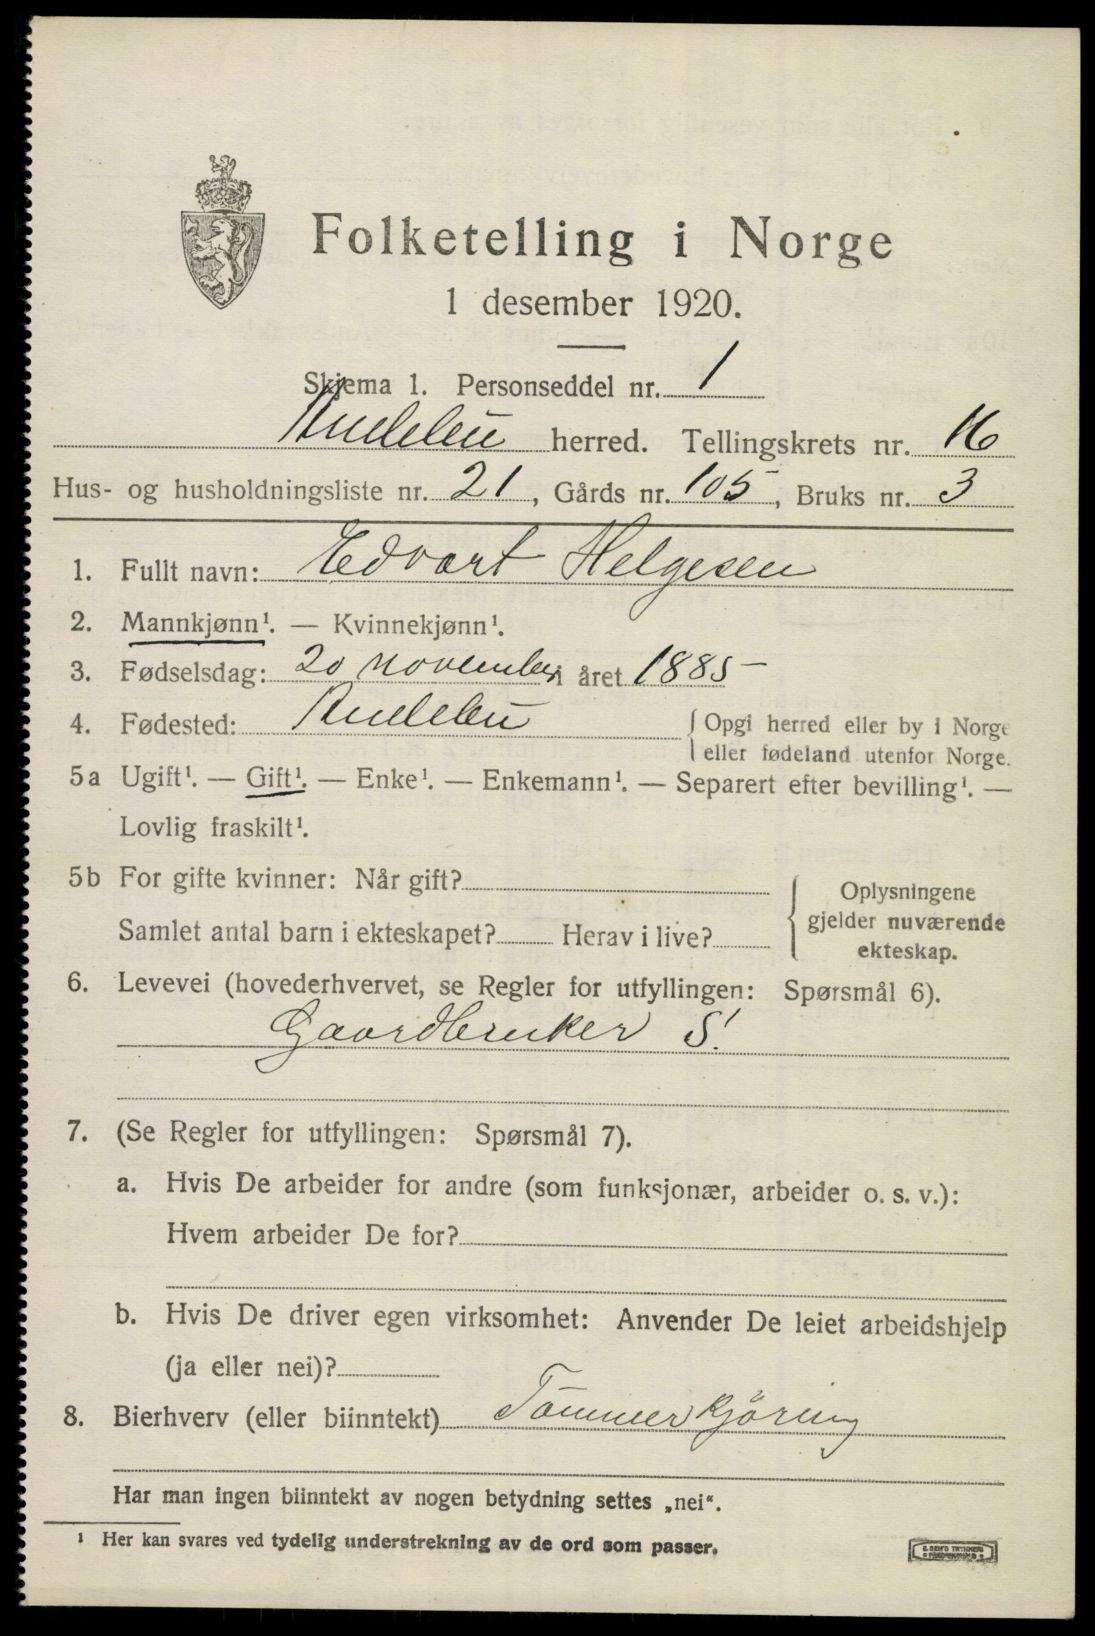 Folketelling i Norge
1 desember 1920.
Skjema 1. Personseddel nr. 1
Andebu herred. Tellingskrets nr. 16
Hus- og husholdningsliste nr. 21, Gårds nr. 105, Bruks nr. 3
1. Fullt navn: Edvart Helgesen
2. Mannkjønn¹. — Kvinnekjønn¹.
3. Fødselsdag: 20 november i året 1885
4. Fødested: Andebu { Opgi herred eller by i Norge
eller fødeland utenfor Norge.
5a Ugift¹. — Gift¹. — Enke¹. — Enkemann¹. — Separert efter bevilling¹. —
Lovlig fraskilt¹.
5b For gifte kvinner: Når gift?
Samlet antal barn i ekteskapet? Herav i live?
{ Oplysningene
gjelder nuværende
ekteskap.
6. Levevei (hovederhvervet, se Regler for utfyllingen: Spørsmål 6).
Gaardbruker S!
7. (Se Regler for utfyllingen: Spørsmål 7).
a. Hvis De arbeider for andre (som funksjonær, arbeider o. s. v.):
Hvem arbeider De for?
b. Hvis De driver egen virksomhet: Anvender De leiet arbeidshjelp
(ja eller nei)?
8. Bierhverv (eller biinntekt) Tömmerkjöring
Har man ingen biinntekt av nogen betydning settes „nei“.
¹ Her kan svares ved tydelig understrekning av de ord som passer.